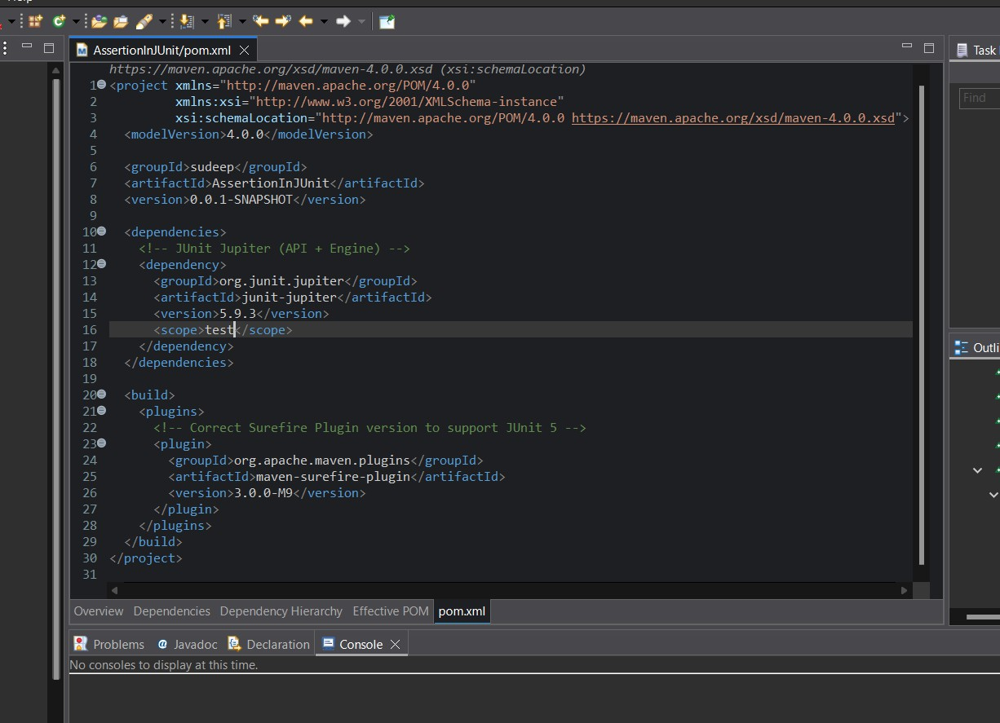 AssertionInJUnit/pom.xml
Task
Find
https://maven.apache.org/xsd/maven-4.0.0.xsd (xsi:schemaLocation)
1 <project xmlns="http://maven.apache.org/POM/4.0.0"
2 xmlns:xsi="http://www.w3.org/2001/XMLSchema-instance"
3 xsi:schemaLocation="http://maven.apache.org/POM/4.0.0 https://maven.apache.org/xsd/maven-4.0.0.xsd">
4 <modelVersion>4.0.0</modelVersion>
5
6 <groupId>sudeep</groupId>
7 <artifactId>AssertionInJUnit</artifactId>
8 <version>0.0.1-SNAPSHOT</version>
9
10 <dependencies>
11 <!-- JUnit Jupiter (API + Engine) -->
12 <dependency>
13 <groupId>org.junit.jupiter</groupId>
14 <artifactId>junit-jupiter</artifactId>
15 <version>5.9.3</version>
16 <scope>test</scope>
17 </dependency>
18 </dependencies>
19
20 <build>
21 <plugins>
22 <!-- Correct Surefire Plugin version to support JUnit 5 -->
23 <plugin>
24 <groupId>org.apache.maven.plugins</groupId>
25 <artifactId>maven-surefire-plugin</artifactId>
26 <version>3.0.0-M9</version>
27 </plugin>
28 </plugins>
29 </build>
30 </project>
31
Outli
Overview Dependencies Dependency Hierarchy Effective POM pom.xml
Problems Javadoc Declaration Console
No consoles to display at this time.